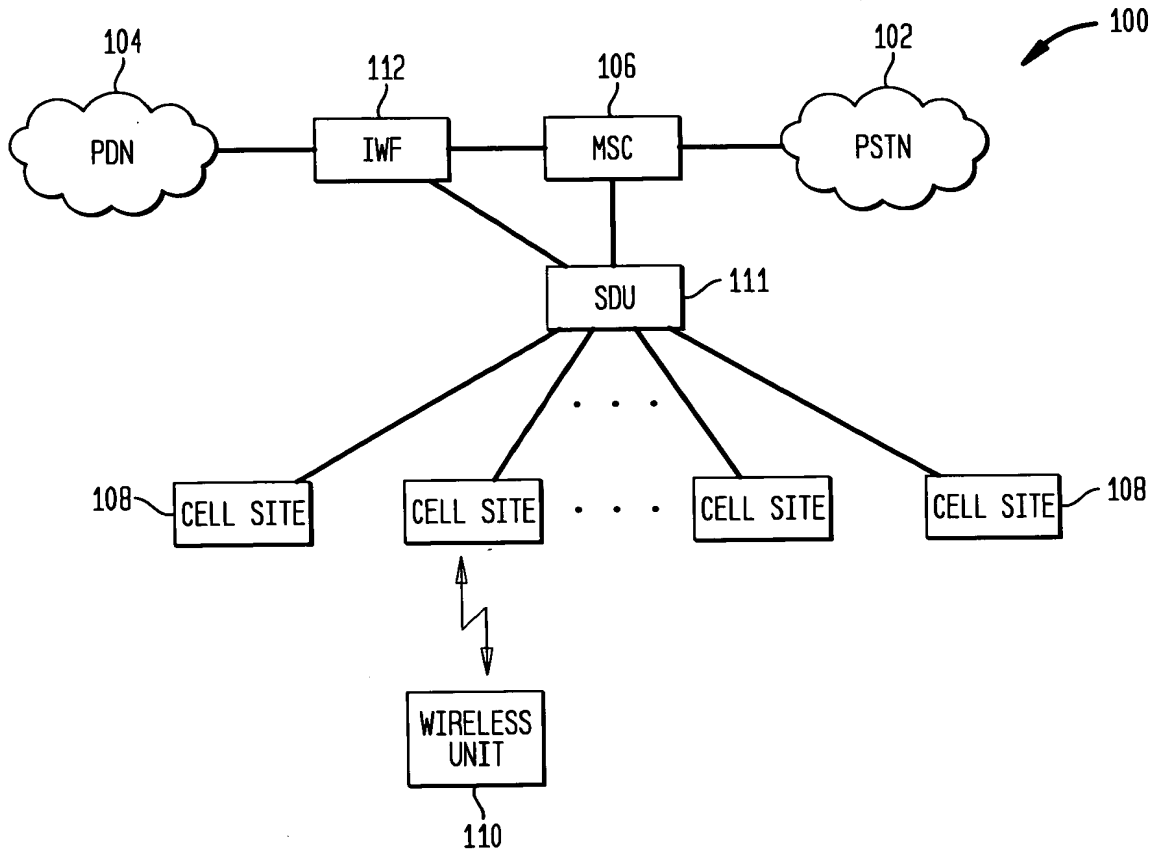 100
104
112
106
102
PDN
IWF
MSC
PSTN
SDU
111
. . .
108
CELL SITE
CELL SITE
. . .
CELL SITE
CELL SITE
108
WIRELESS
UNIT
110